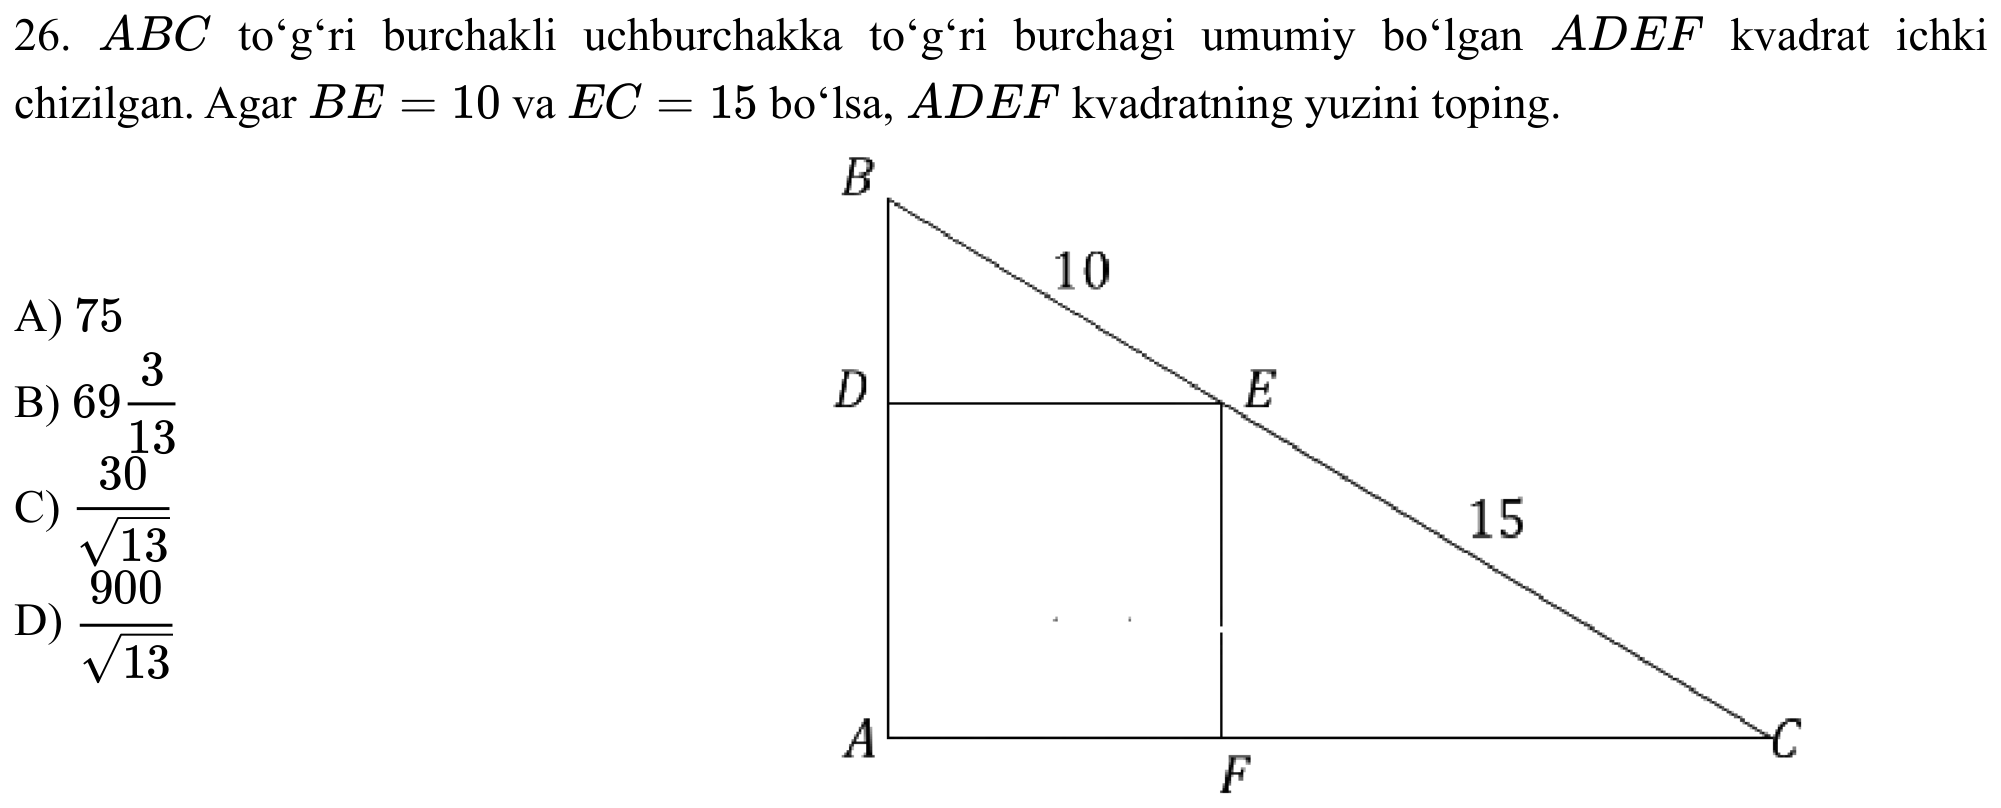 26. ABC to‘g‘ri burchakli uchburchakka to‘g‘ri burchagi umumiy bo‘lgan ADEF kvadrat ichki
chizilgan. Agar BE = 10 va EC = 15 bo‘lsa, ADEF kvadratning yuzini toping.
A) 75
B) 69 3/13
C) 30/√13
D) 900/√13
B
10
D
E
15
A
C
F